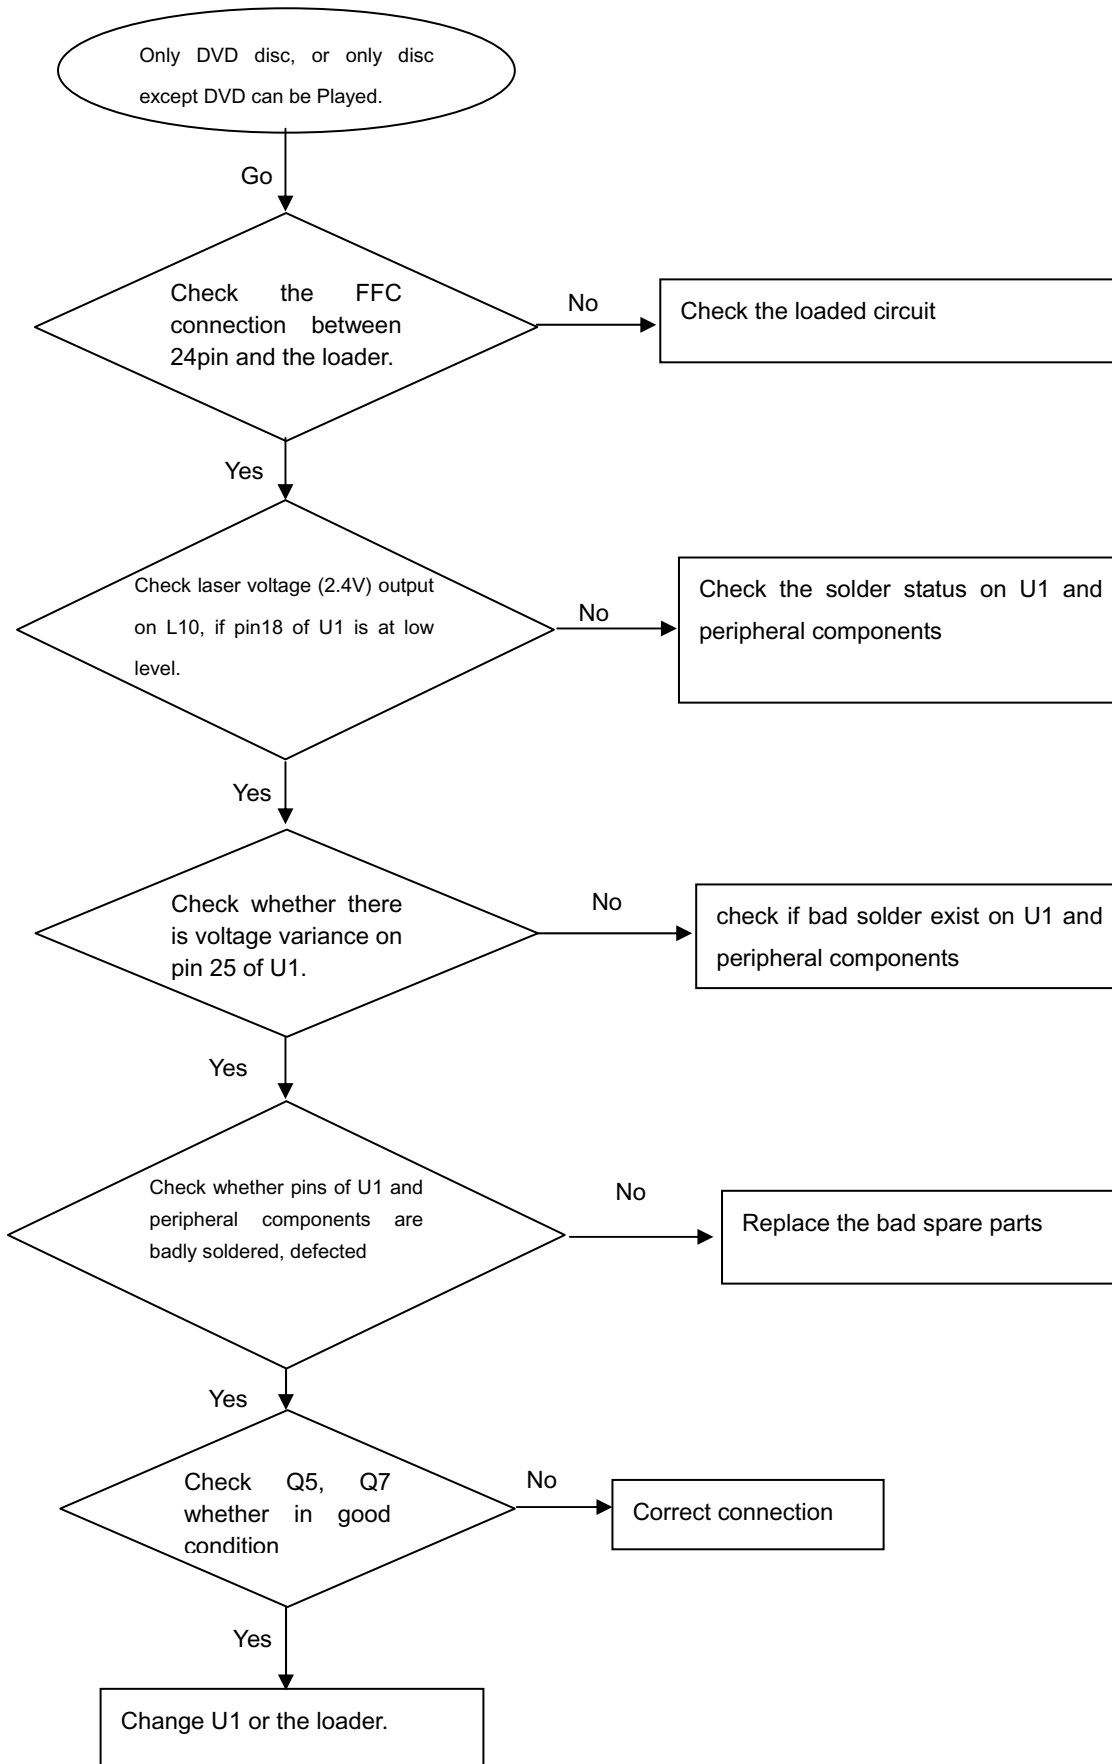 Only DVD disc, or only disc
except DVD can be Played.
Go
Check the FFC
connection between
24pin and the loader.
No
Check the loaded circuit
Yes
Check laser voltage (2.4V) output
on L10, if pin18 of U1 is at low
level.
No
Check the solder status on U1 and
peripheral components
Yes
Check whether there
is voltage variance on
pin 25 of U1.
No
check if bad solder exist on U1 and
peripheral components
Yes
Check whether pins of U1 and
peripheral components are
badly soldered, defected
No
Replace the bad spare parts
Yes
Check Q5, Q7
whether in good
condition
No
Correct connection
Yes
Change U1 or the loader.